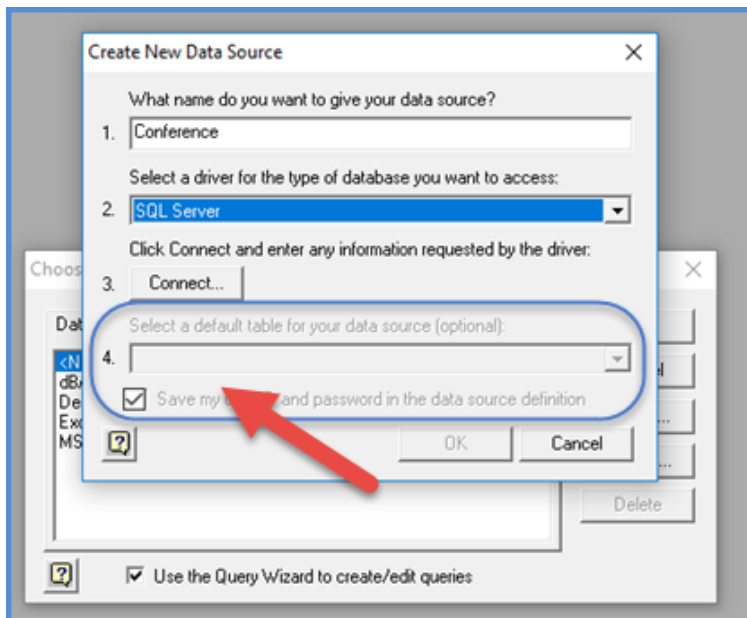 Create New Data Source
What name do you want to give your data source?
1. Conference
Select a driver for the type of database you want to access:
2. SQL Server
Click Connect and enter any information requested by the driver:
Choos
3. Connect...
Dat
Select a default table for your data source (optional):
4.
<N
dBA
De
Exc
MS
Save my and password in the data source definition
OK
Cancel
Delete
Use the Query Wizard to create/edit queries